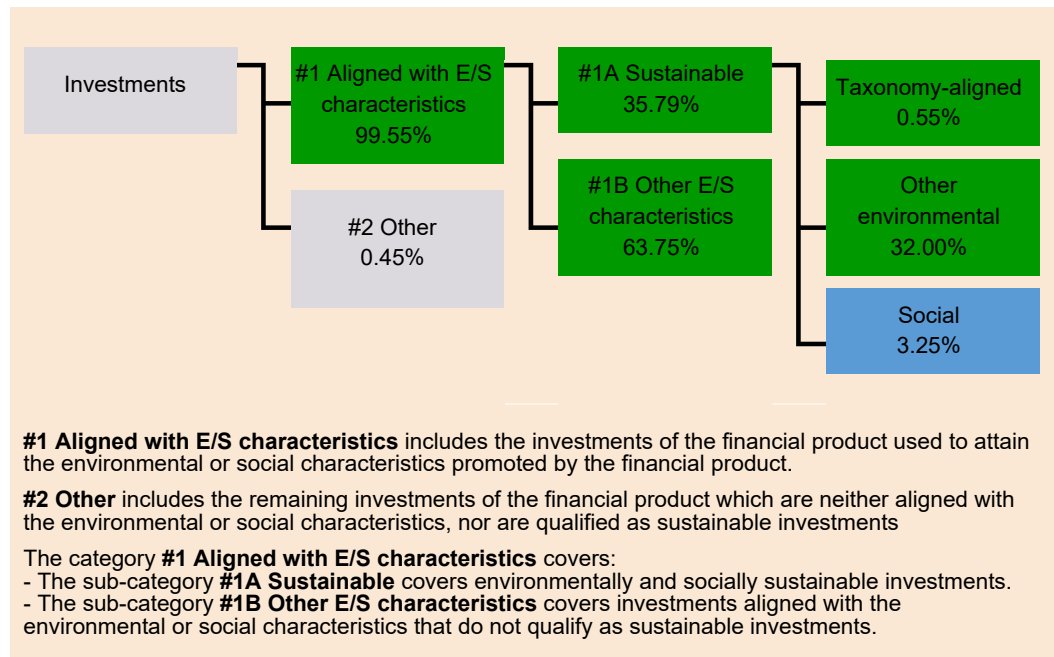 Investments
#1 Aligned with E/S
characteristics
99.55%
#2 Other
0.45%
#1A Sustainable
35.79%
#1B Other E/S
characteristics
63.75%
Taxonomy-aligned
0.55%
Other
environmental
32.00%
Social
3.25%
#1 Aligned with E/S characteristics includes the investments of the financial product used to attain
the environmental or social characteristics promoted by the financial product.
#2 Other includes the remaining investments of the financial product which are neither aligned with
the environmental or social characteristics, nor are qualified as sustainable investments
The category #1 Aligned with E/S characteristics covers:
- The sub-category #1A Sustainable covers environmentally and socially sustainable investments.
- The sub-category #1B Other E/S characteristics covers investments aligned with the
environmental or social characteristics that do not qualify as sustainable investments.